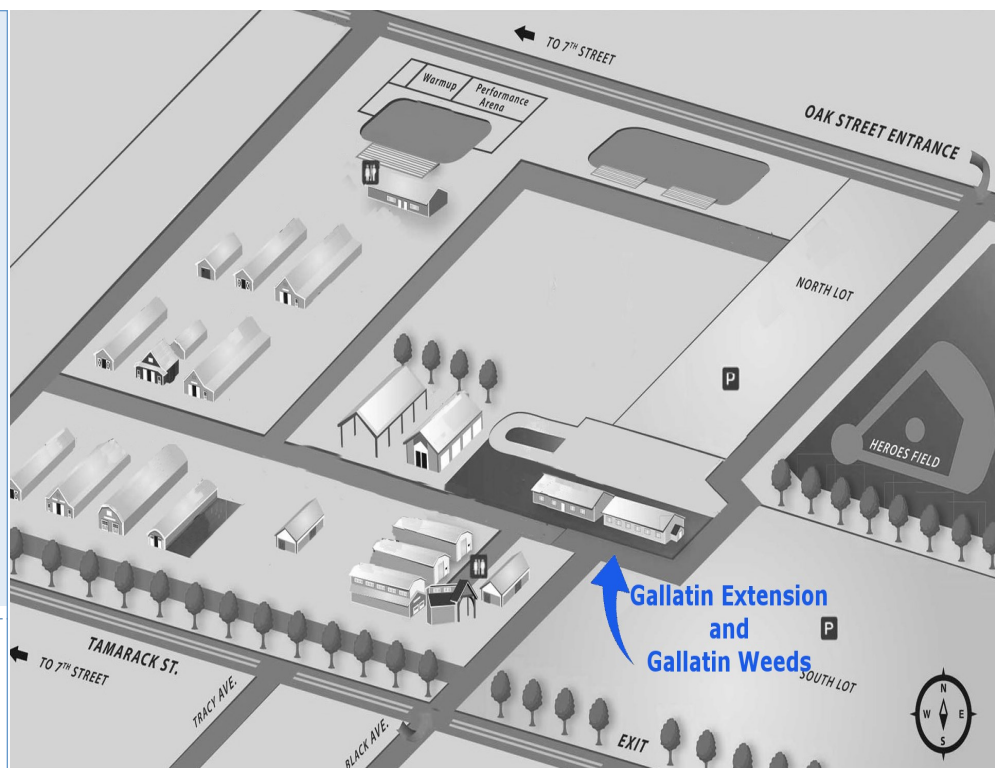 TO 7TH STREET
Warmup
Performance
Arena
OAK STREET ENTRANCE
NORTH LOT
P
HEROES FIELD
Gallatin Extension
and
Gallatin Weeds
P
SOUTH LOT
TAMARACK ST.
TO 7TH STREET
TRACY AVE.
BLACK AVE.
EXIT
N
W E
S